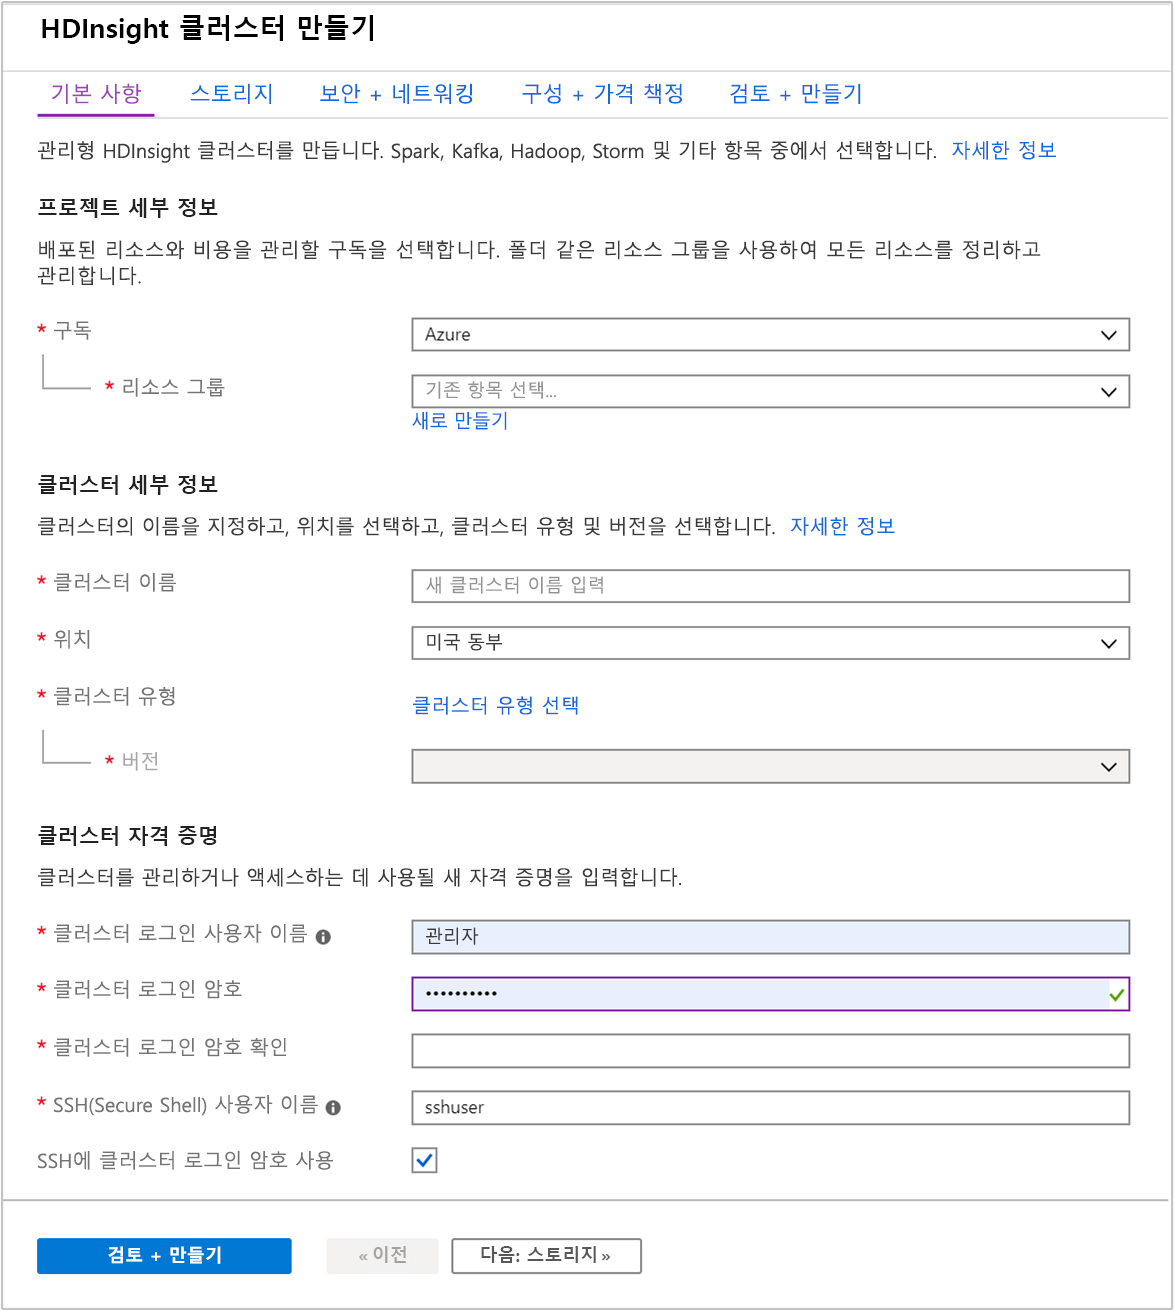 HDInsight 클러스터 만들기
기본 사항 스토리지 보안 + 네트워킹 구성 + 가격 책정 검토 + 만들기
관리형 HDInsight 클러스터를 만듭니다. Spark, Kafka, Hadoop, Storm 및 기타 항목 중에서 선택합니다. 자세한 정보
프로젝트 세부 정보
배포된 리소스와 비용을 관리할 구독을 선택합니다. 폴더 같은 리소스 그룹을 사용하여 모든 리소스를 정리하고
관리합니다.
* 구독 Azure
* 리소스 그룹 기존 항목 선택...
새로 만들기
클러스터 세부 정보
클러스터의 이름을 지정하고, 위치를 선택하고, 클러스터 유형 및 버전을 선택합니다. 자세한 정보
* 클러스터 이름 새 클러스터 이름 입력
* 위치 미국 동부
* 클러스터 유형 클러스터 유형 선택
* 버전
클러스터 자격 증명
클러스터를 관리하거나 액세스하는 데 사용될 새 자격 증명을 입력합니다.
* 클러스터 로그인 사용자 이름 관리자
* 클러스터 로그인 암호 ••••••••••
* 클러스터 로그인 암호 확인
* SSH(Secure Shell) 사용자 이름 sshuser
SSH에 클러스터 로그인 암호 사용
검토 + 만들기 « 이전 다음: 스토리지 »